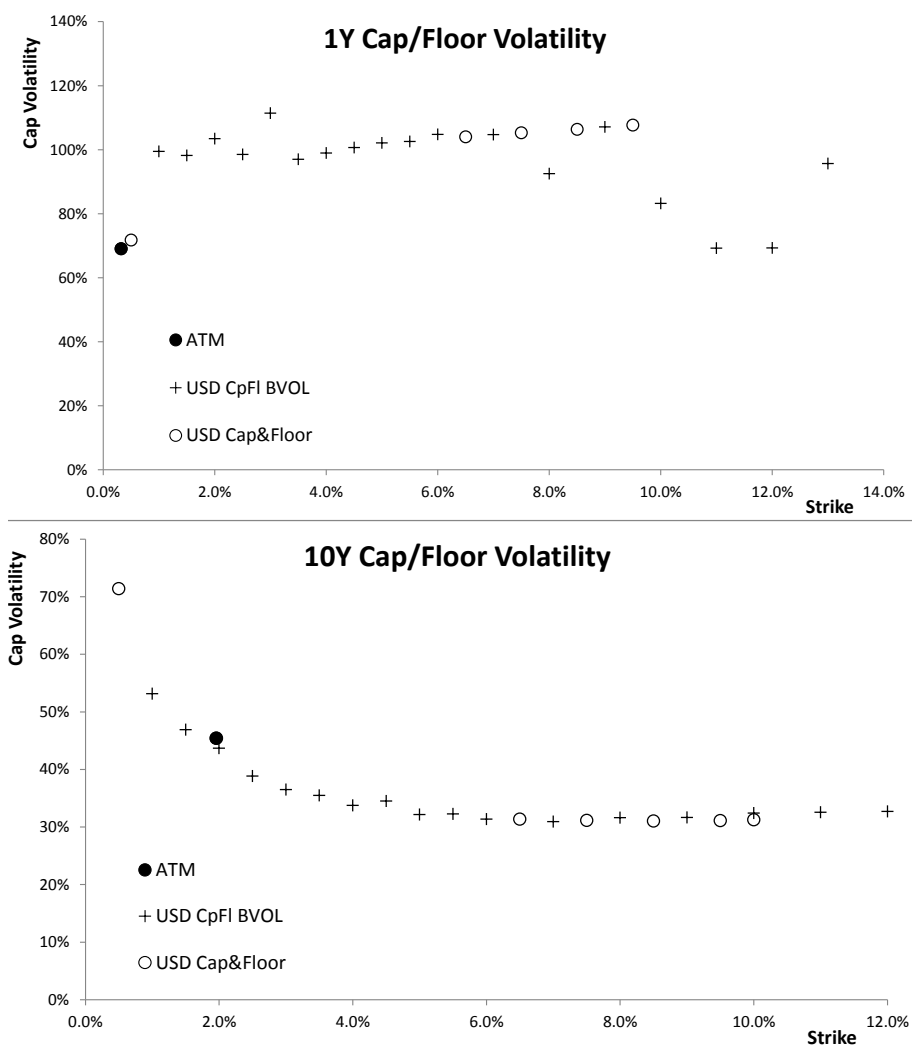 1Y Cap/Floor Volatility
Cap Volatility
140%
120%
100%
80%
60%
40%
20%
0%
ATM
USD CpFl BVOL
USD Cap&Floor
0.0% 2.0% 4.0% 6.0% 8.0% 10.0% 12.0% 14.0%
Strike
10Y Cap/Floor Volatility
Cap Volatility
80%
70%
60%
50%
40%
30%
20%
10%
0%
ATM
USD CpFl BVOL
USD Cap&Floor
0.0% 2.0% 4.0% 6.0% 8.0% 10.0% 12.0%
Strike